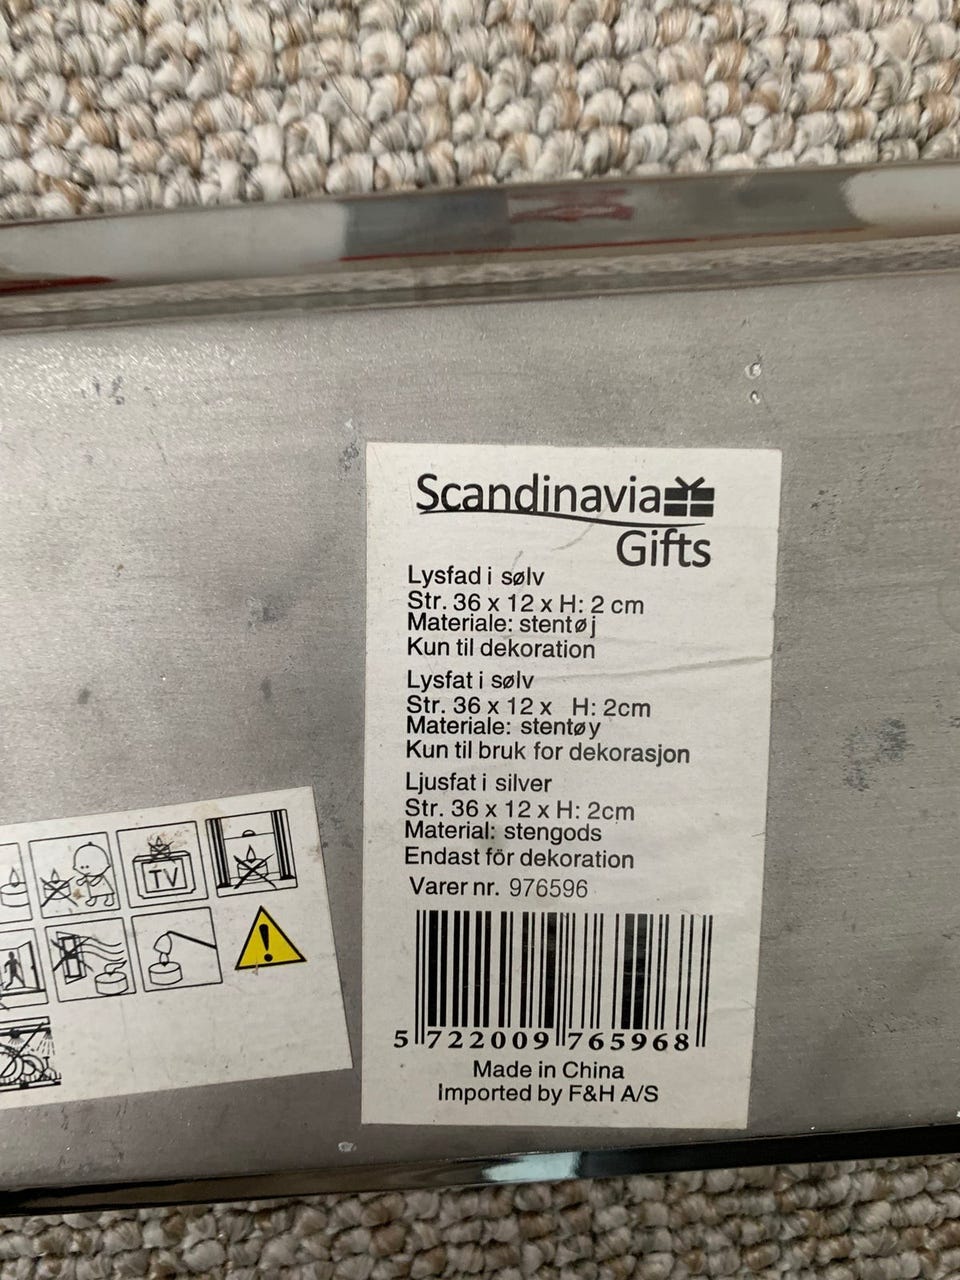 Scandinavia
Gifts
Lysfad i sølv
Str. 36 x 12 x H: 2 cm
Materiale: stentøj
Kun til dekoration
Lysfat i sølv
Str. 36 x 12 x H: 2cm
Materiale: stentøy
Kun til bruk for dekorasjon
Ljusfat i silver
Str. 36 x 12 x H: 2cm
Material: stengods
Endast för dekoration
Varer nr. 976596
5 722009 765968
Made in China
Imported by F&H A/S
TV